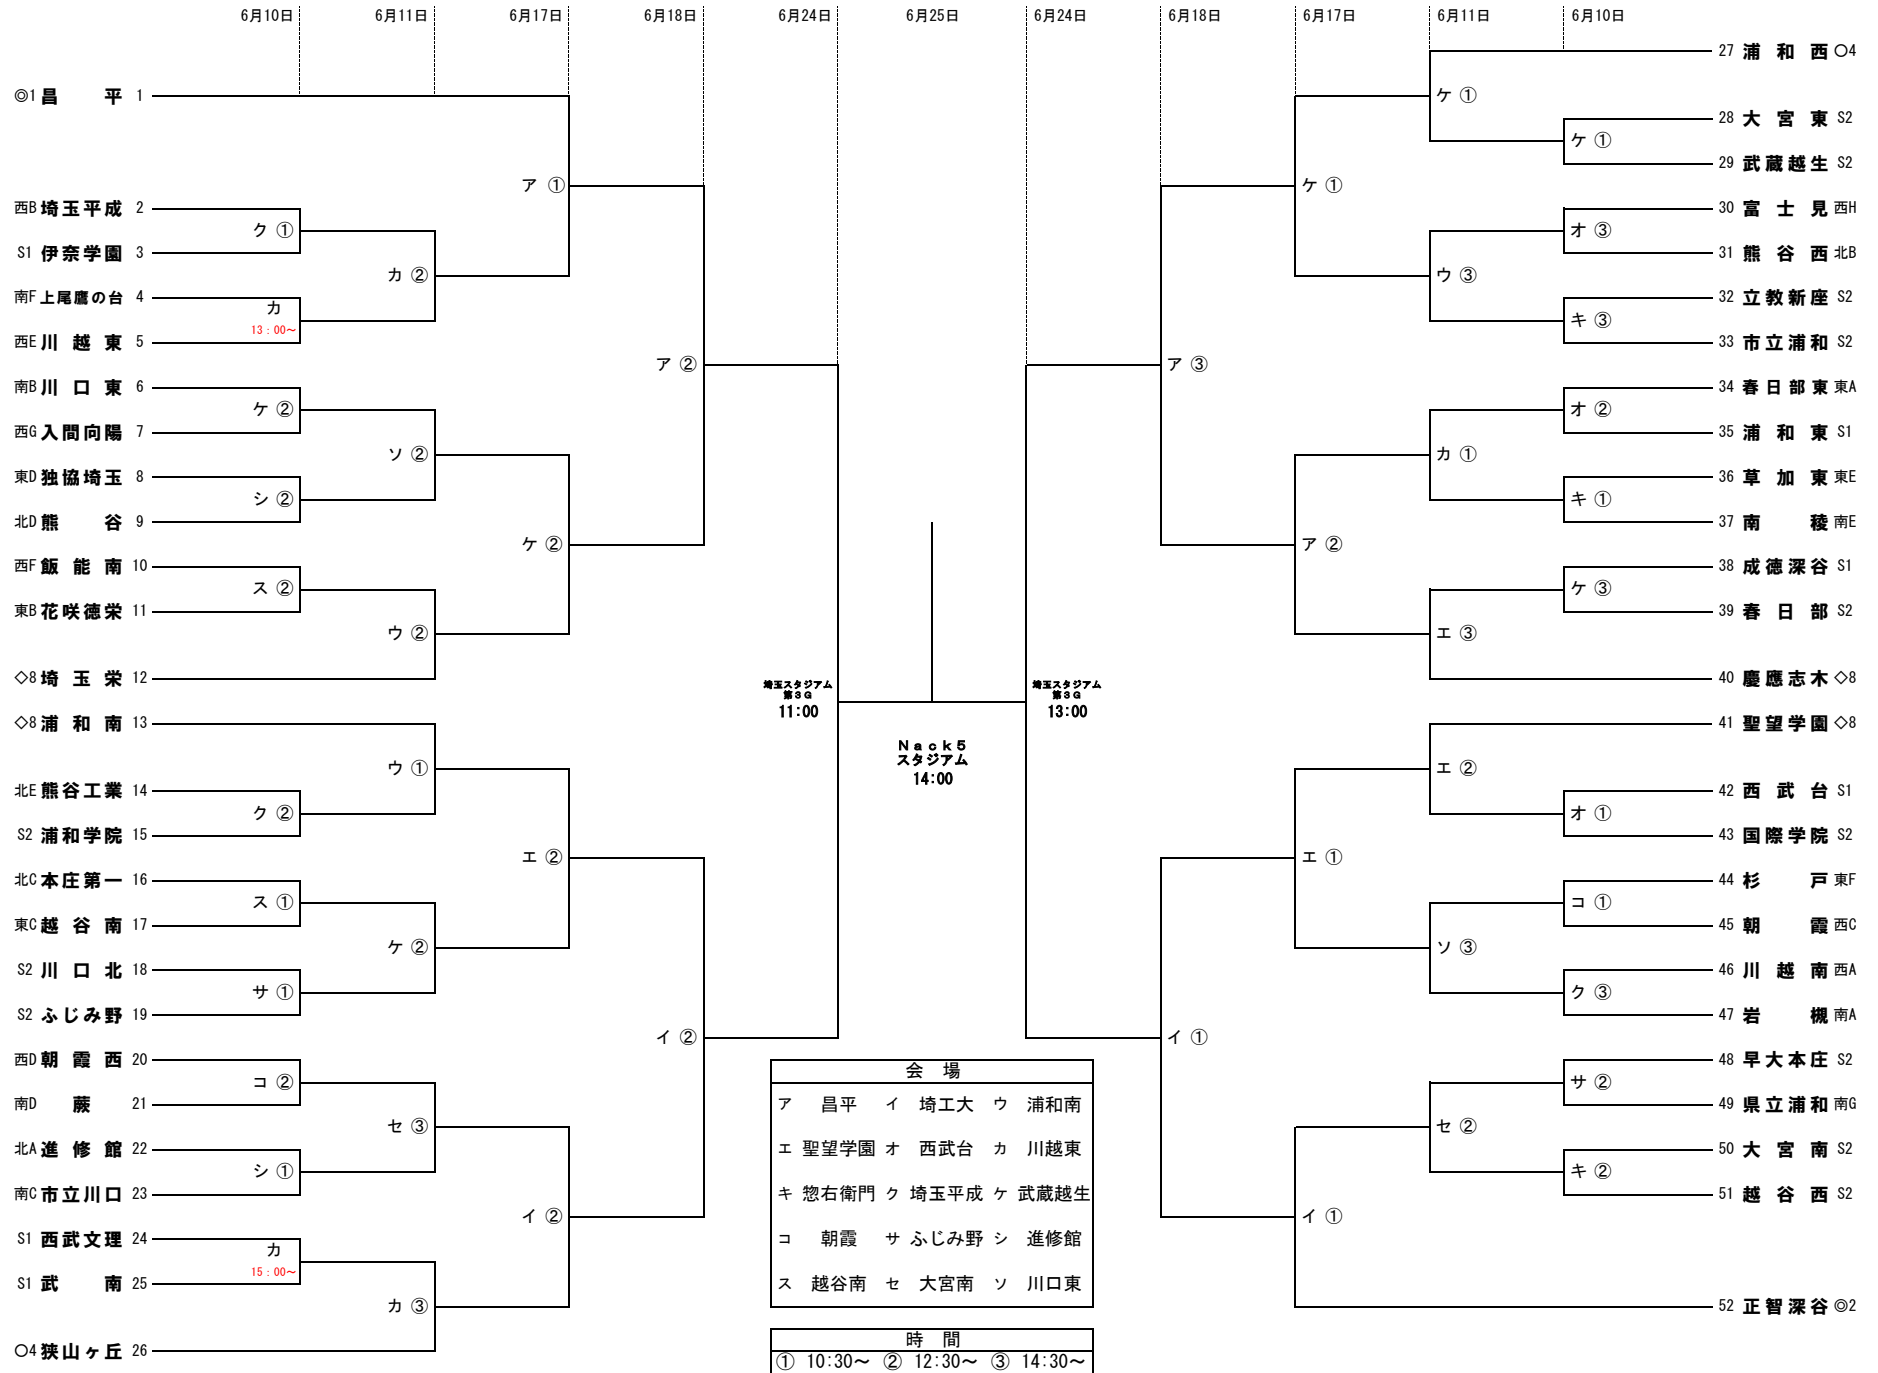 6月10日 6月11日 6月17日 6月18日 6月24日 6月25日 6月24日 6月18日 6月17日 6月11日 6月10日
◎1 昌平 1
西B 埼玉平成 2
S1 伊奈学園 3
南F 上尾鷹の台 4
西E 川越東 5
南B 川口東 6
西G 入間向陽 7
東D 独協埼玉 8
北D 熊谷 9
西F 飯能南 10
東B 花咲徳栄 11
◇8 埼玉栄 12
◇8 浦和南 13
北E 熊谷工業 14
S2 浦和学院 15
北C 本庄第一 16
東C 越谷南 17
S2 川口北 18
S2 ふじみ野 19
西D 朝霞西 20
南D 蕨 21
北A 進修館 22
南C 市立川口 23
S1 西武文理 24
S1 武南 25
○4 狭山ヶ丘 26
ク ①
カ
13：00～
ケ ②
シ ②
ス ②
ク ②
ス ①
サ ①
コ ②
シ ①
カ
15：00～
カ ②
ソ ②
ウ ②
ウ ①
ケ ②
セ ③
カ ③
ア ①
ケ ②
エ ②
イ ②
ア ②
イ ②
埼玉スタジアム
第３G
11:00
Ｎａｃｋ５
スタジアム
14:00
埼玉スタジアム
第３G
13:00
ア ③
イ ①
ケ ①
ア ②
エ ①
イ ①
ケ ①
ウ ③
カ ①
エ ③
エ ②
ソ ③
セ ②
ケ ①
オ ③
キ ③
オ ②
キ ①
ケ ③
オ ①
コ ①
ク ③
サ ②
キ ②
27 浦和西 ○4
28 大宮東 S2
29 武蔵越生 S2
30 富士見 西H
31 熊谷西 北B
32 立教新座 S2
33 市立浦和 S2
34 春日部東 東A
35 浦和東 S1
36 草加東 東E
37 南稜 南E
38 成徳深谷 S1
39 春日部 S2
40 慶應志木 ◇8
41 聖望学園 ◇8
42 西武台 S1
43 国際学院 S2
44 杉戸 東F
45 朝霞 西C
46 川越南 西A
47 岩槻 南A
48 早大本庄 S2
49 県立浦和 南G
50 大宮南 S2
51 越谷西 S2
52 正智深谷 ◎2
会場
ア 昌平 イ 埼工大 ウ 浦和南
エ 聖望学園 オ 西武台 カ 川越東
キ 惣右衛門 ク 埼玉平成 ケ 武蔵越生
コ 朝霞 サ ふじみ野 シ 進修館
ス 越谷南 セ 大宮南 ソ 川口東
時間
① 10:30～ ② 12:30～ ③ 14:30～